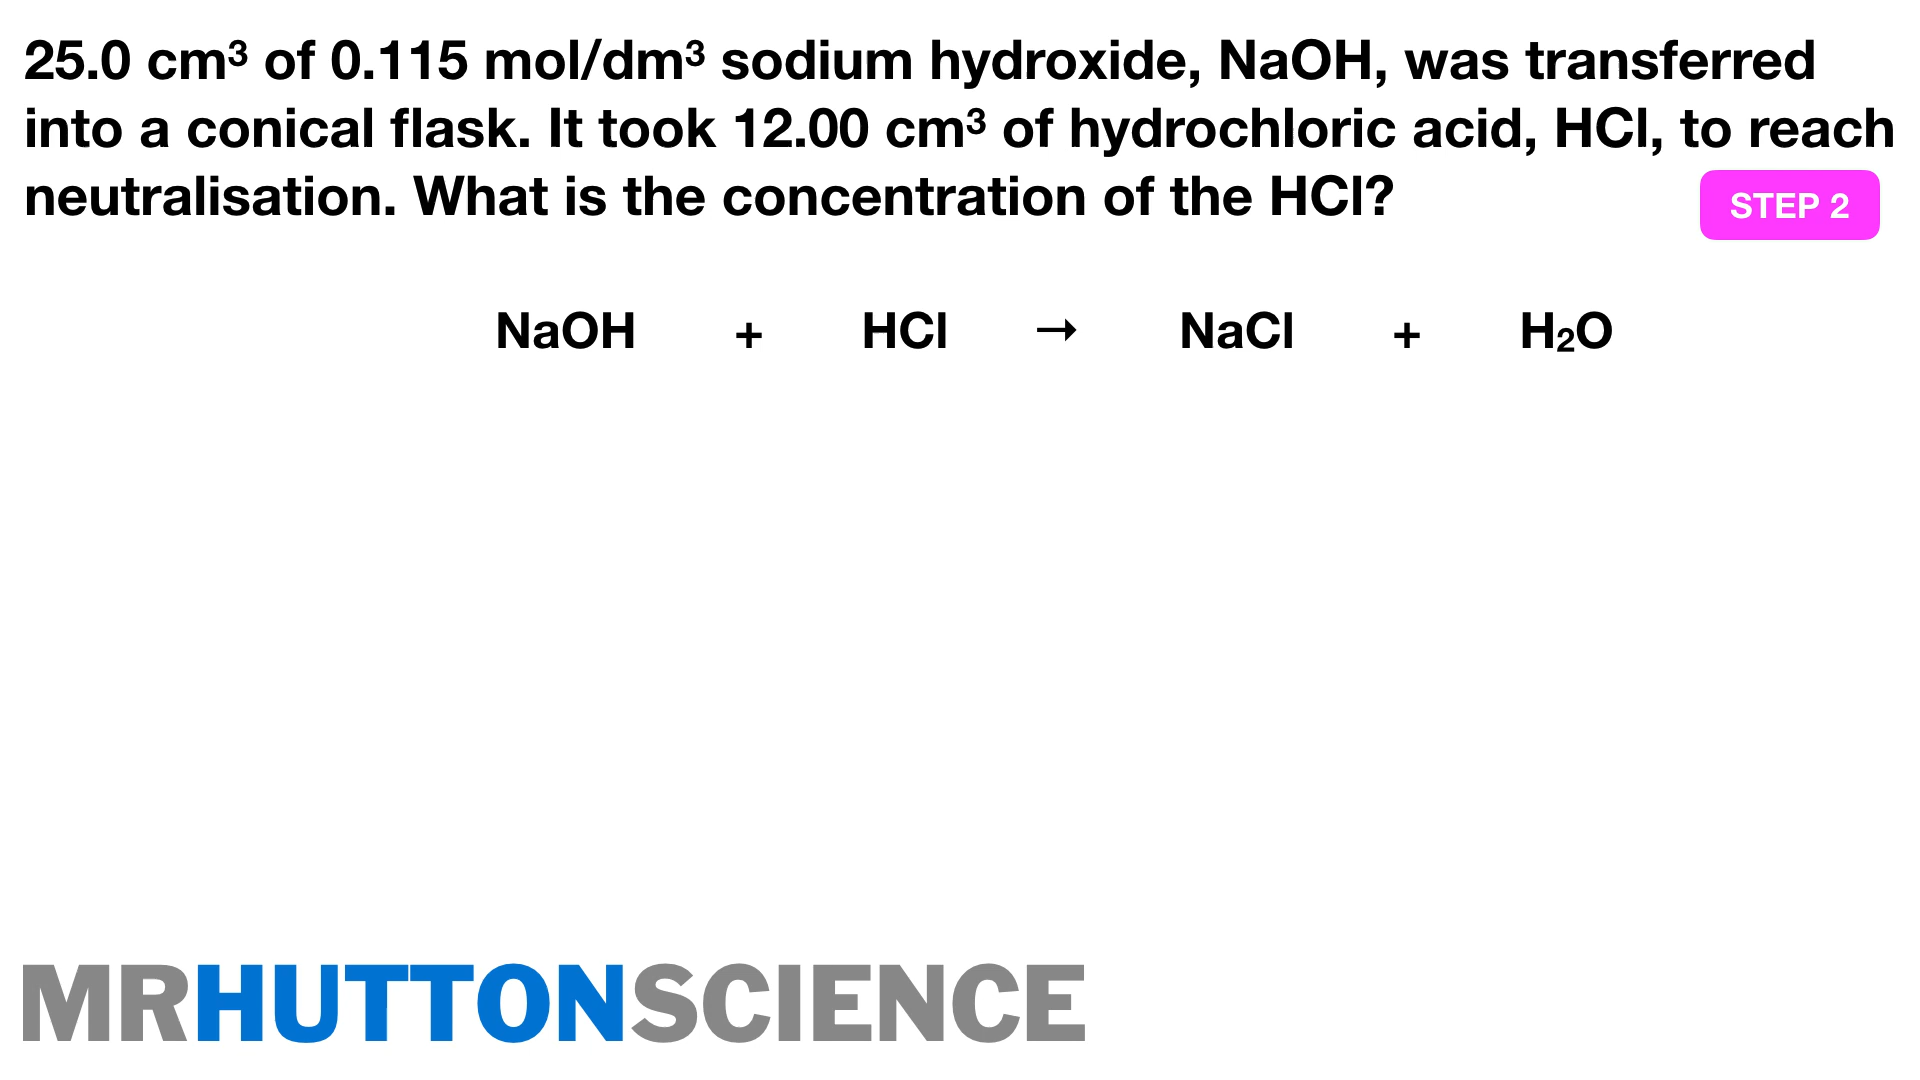 25.0 cm³ of 0.115 mol/dm³ sodium hydroxide, NaOH, was transferred
into a conical flask. It took 12.00 cm³ of hydrochloric acid, HCl, to reach
neutralisation. What is the concentration of the HCl?
STEP 2
NaOH + HCl → NaCl + H₂O
MRHUTTONSCIENCE